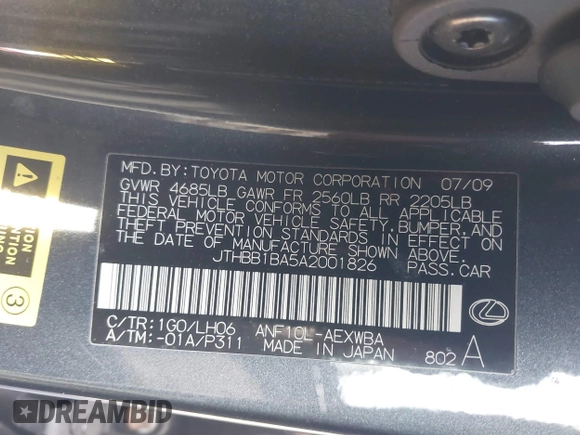 MFD. BY: TOYOTA MOTOR CORPORATION 07/09
GVWR 4685LB GAWR FR 2560LB RR 2205LB
THIS VEHICLE CONFORMS TO ALL APPLICABLE
FEDERAL MOTOR VEHICLE SAFETY, BUMPER, AND
THEFT PREVENTION STANDARDS IN EFFECT ON
THE DATE OF MANUFACTURE SHOWN ABOVE.
JTHBB1BA5A2001826 PASS. CAR
C/TR: 1G0/LH06 ANF10L-AEXWBA
A/TM: -01A/P311 MADE IN JAPAN 802 A
3
DREAMBID